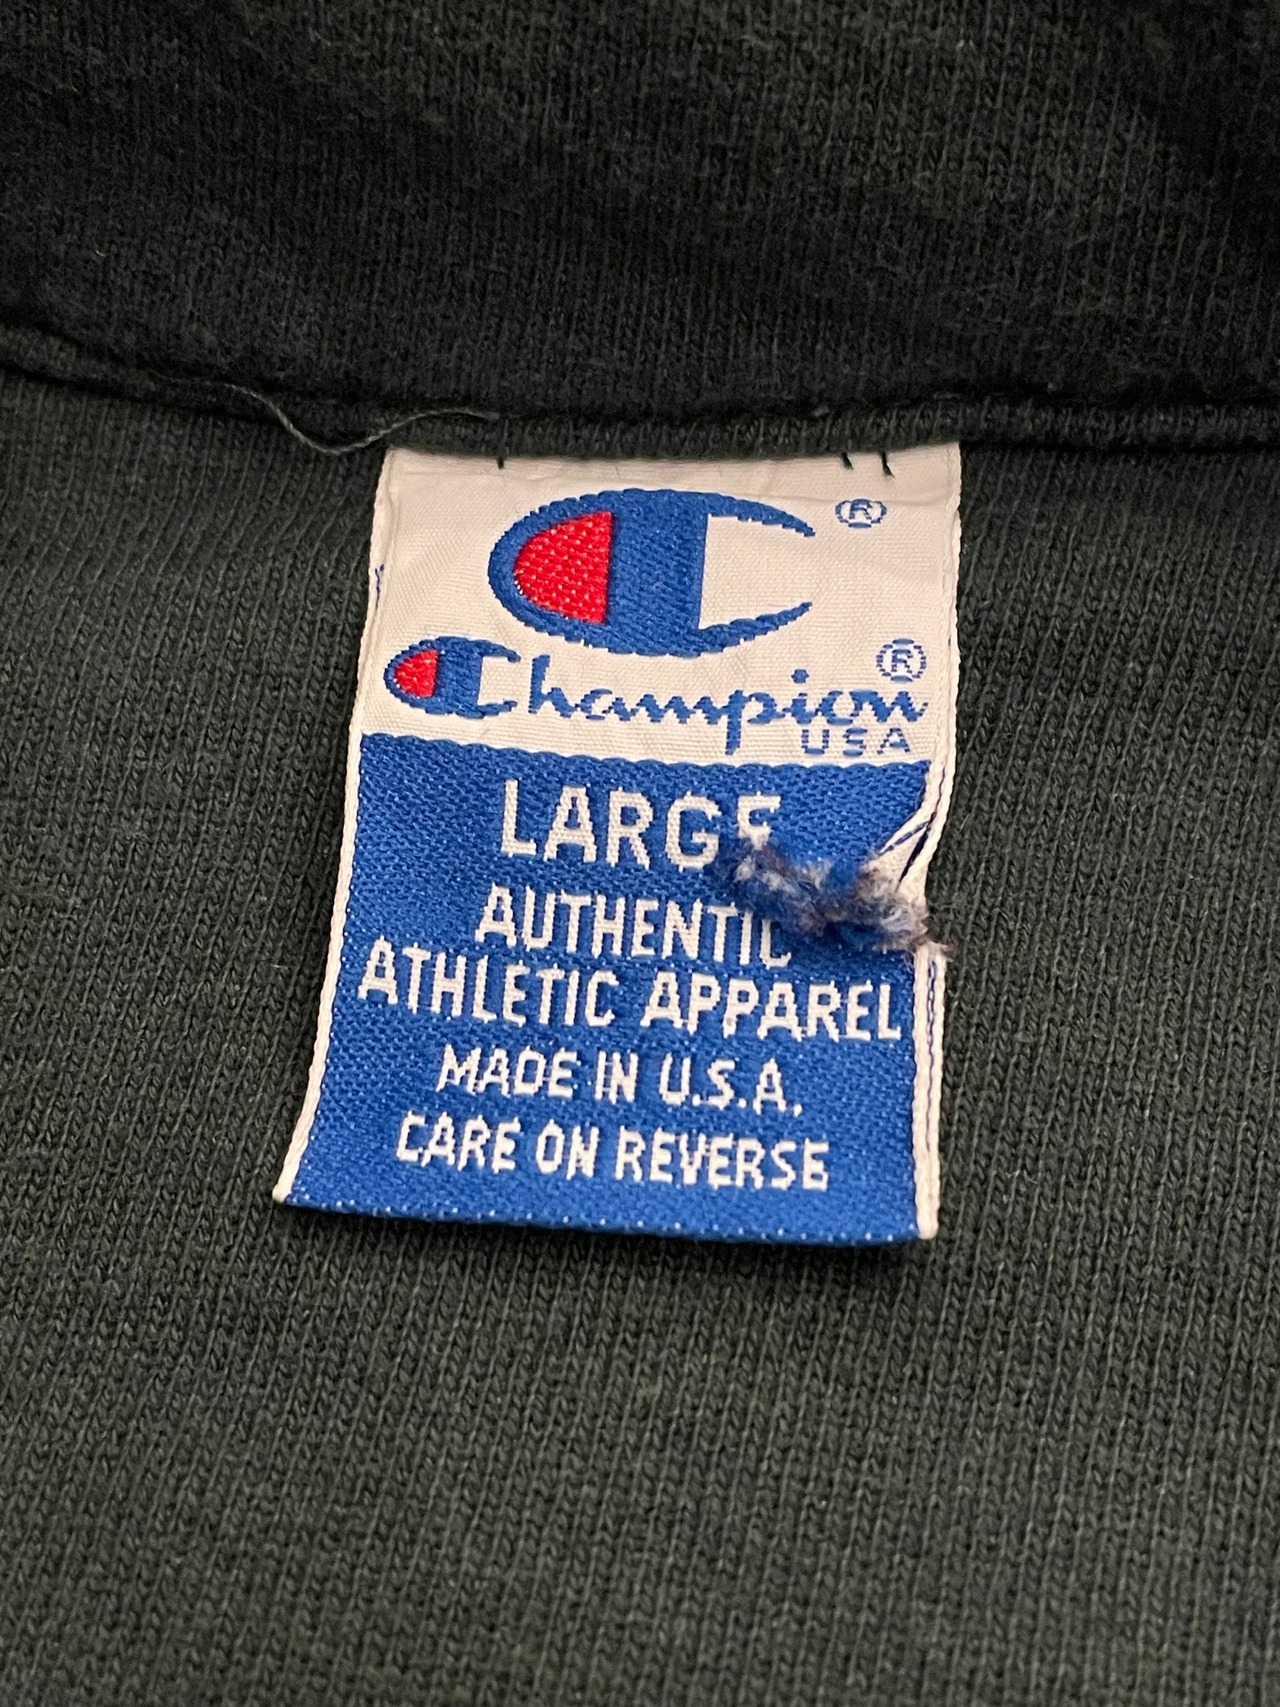 ®
Champion®
USA
LARGE
AUTHENTIC
ATHLETIC APPAREL
MADE IN U.S.A.
CARE ON REVERSE